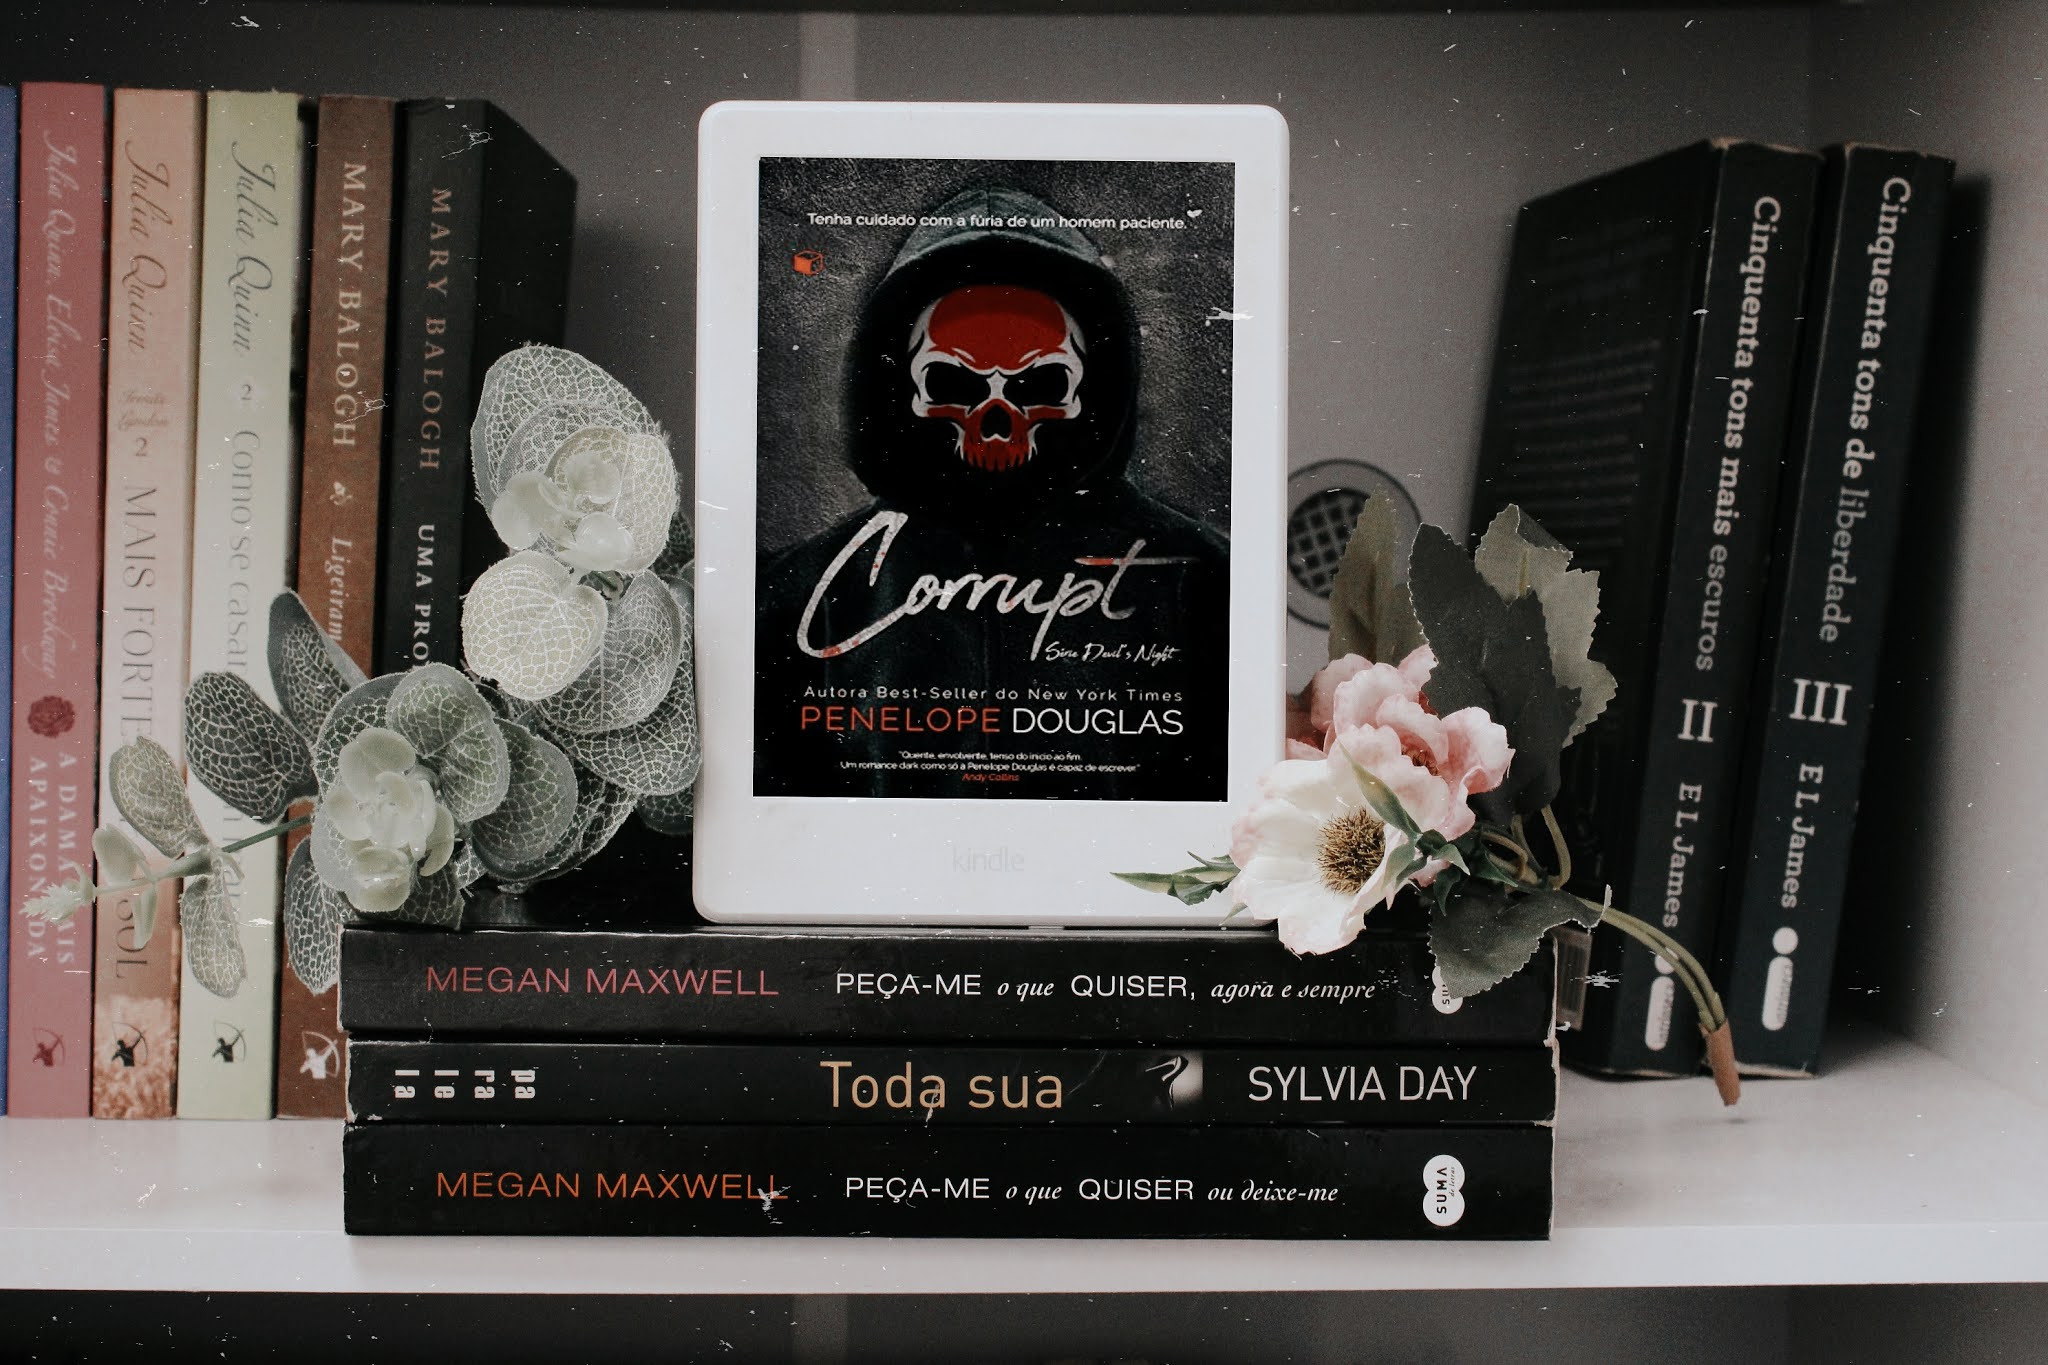 Julia Quinn, Eloisa James & Connie Brockway
A DAMA MAIS
APAIXONADA
Julia Quinn
2
MAIS FORTE
SOL
Julia Quinn
2
Como se casar
MARY BALOGH
Ligeiram
MARY BALOGH
UMA PRO
Tenha cuidado com a fúria de um homem paciente.
Corrupt
Série Devil's Night
Autora Best-Seller do New York Times
PENELOPE DOUGLAS
"Quente, envolvente, tenso do início ao fim.
Um romance dark como só a Penelope Douglas é capaz de escrever."
Andy Collins
kindle
MEGAN MAXWELL PEÇA-ME o que QUISER, agora e sempre
paralela Toda sua SYLVIA DAY
MEGAN MAXWELL PEÇA-ME o que QUISER ou deixe-me
SUMA
de letras
Cinquenta tons mais escuros II E L James
Cinquenta tons de liberdade III E L James